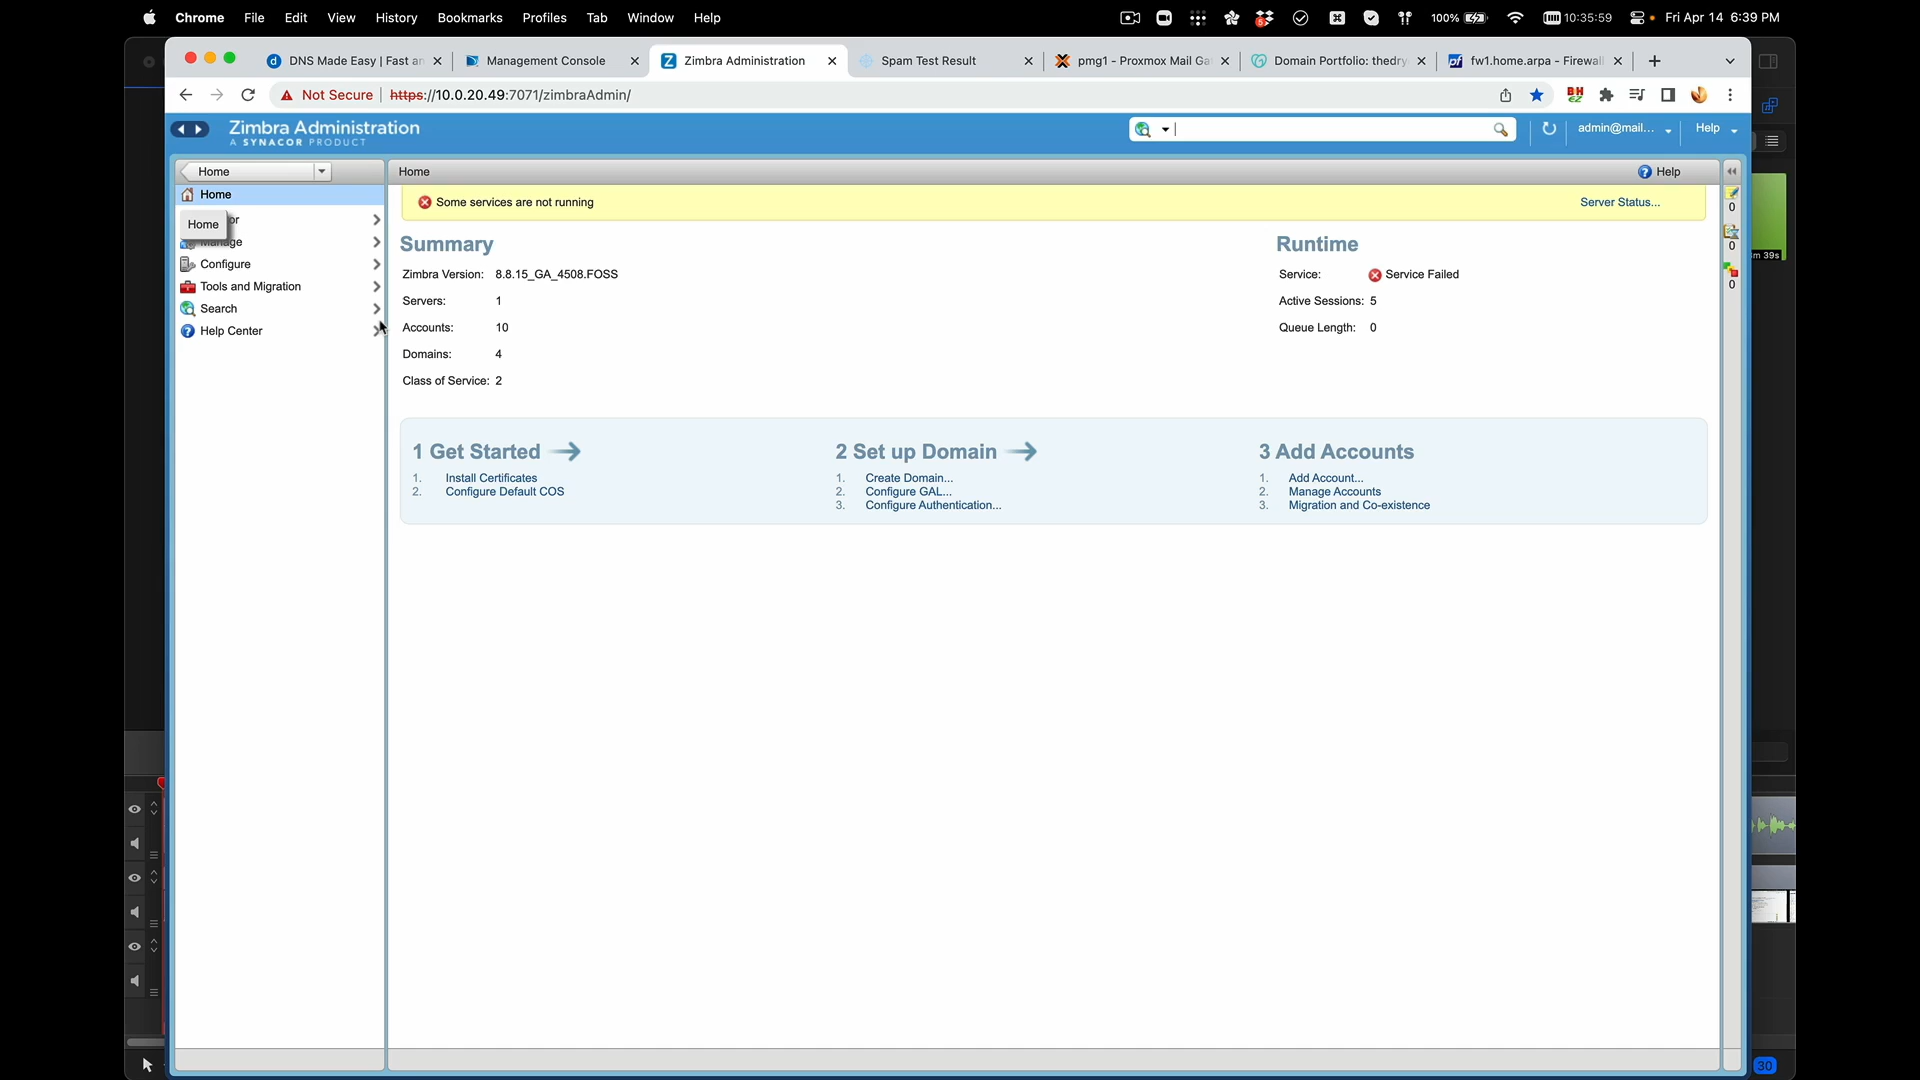 Chrome File Edit View History Bookmarks Profiles Tab Window Help 100% 10:35:59 Fri Apr 14 6:39 PM
DNS Made Easy | Fast an Management Console Zimbra Administration Spam Test Result pmg1 - Proxmox Mail Ga Domain Portfolio: thedry fw1.home.arpa - Firewall
Not Secure https://10.0.20.49:7071/zimbraAdmin/
Zimbra Administration
A SYNACOR PRODUCT
admin@mail... Help
Home
Home
Home
Manage
Configure
Tools and Migration
Search
Help Center
Home Help
Some services are not running Server Status...
Summary
Zimbra Version: 8.8.15_GA_4508.FOSS
Servers: 1
Accounts: 10
Domains: 4
Class of Service: 2
Runtime
Service: Service Failed
Active Sessions: 5
Queue Length: 0
1 Get Started
1. Install Certificates
2. Configure Default COS
2 Set up Domain
1. Create Domain...
2. Configure GAL...
3. Configure Authentication...
3 Add Accounts
1. Add Account...
2. Manage Accounts
3. Migration and Co-existence
0
0
0
m 39s
30